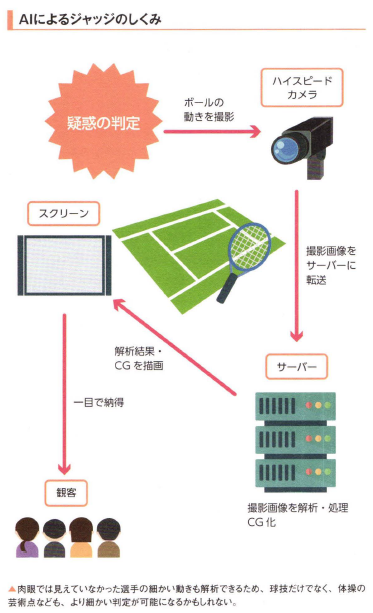 AIによるジャッジのしくみ
疑惑の判定
ボールの
動きを撮影
ハイスピード
カメラ
スクリーン
撮影画像を
サーバーに
転送
解析結果・
CGを描画
サーバー
一目で納得
観客
撮影画像を解析・処理
CG化
▲肉眼では見えていなかった選手の細かい動きも解析できるため、球技だけでなく、体操の
芸術点なども、より細かい判定が可能になるかもしれない。